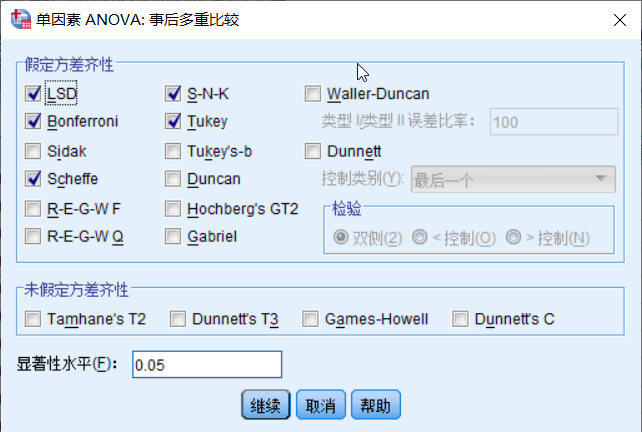 单因素 ANOVA: 事后多重比较
假定方差齐性
LSD S-N-K Waller-Duncan
Bonferroni Tukey 类型 I/类型 II 误差比率： 100
Sidak Tukey's-b Dunnett
Scheffe Duncan 控制类别(Y): 最后一个
R-E-G-W F Hochberg's GT2 检验
R-E-G-W Q Gabriel 双侧(2) < 控制(O) > 控制(N)
未假定方差齐性
Tamhane's T2 Dunnett's T3 Games-Howell Dunnett's C
显著性水平(F)： 0.05
继续 取消 帮助